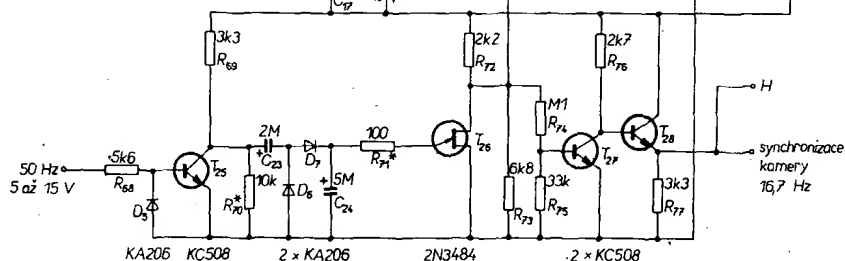 C17
V
3k3
R69
2k2
R72
2k7
R76
H
M1
R74
T28
T27
T26
T25
2M
+
C23
D7
100
R71*
synchronizace
kamery
16,7 Hz
50 Hz
5 až 15 V
5k6
R68
D5
10k
R70*
D6
+
5M
C24
6k8
R73
33k
R75
3k3
R77
KA206 KC508 2 x KA206 2N3484 2 x KC508